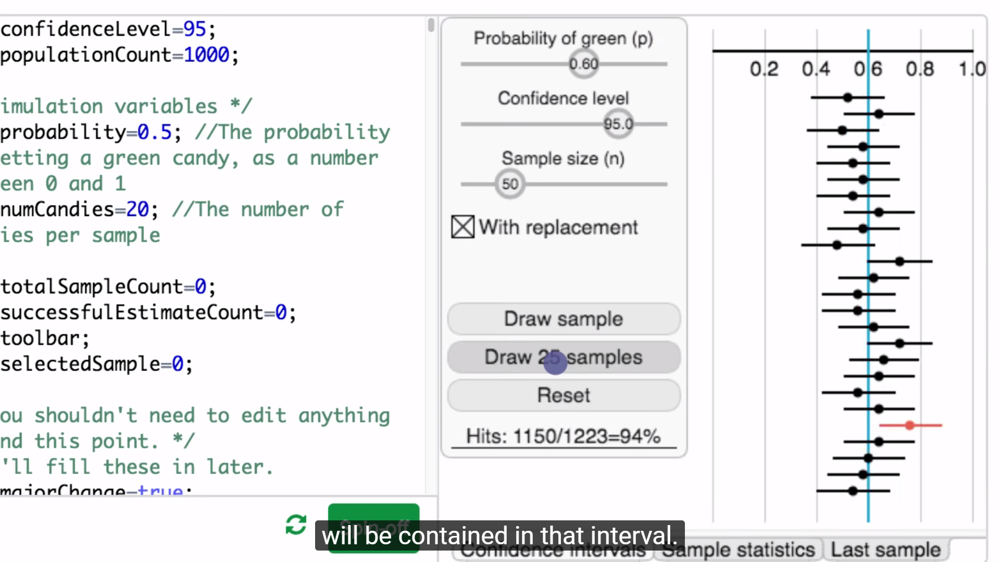 confidenceLevel=95;
populationCount=1000;
imulation variables */
probability=0.5; //The probability
etting a green candy, as a number
een 0 and 1
numCandies=20; //The number of
ies per sample
totalSampleCount=0;
successfulEstimateCount=0;
toolbar;
selectedSample=0;
ou shouldn't need to edit anything
nd this point. */
'll fill these in later.
majorChange=true;
Spin-off
Probability of green (p)
0.60
Confidence level
95.0
Sample size (n)
50
With replacement
Draw sample
Draw 25 samples
Reset
Hits: 1150/1223=94%
0.2 0.4 0.6 0.8 1.0
will be contained in that interval.
Confidence intervals Sample statistics Last sample